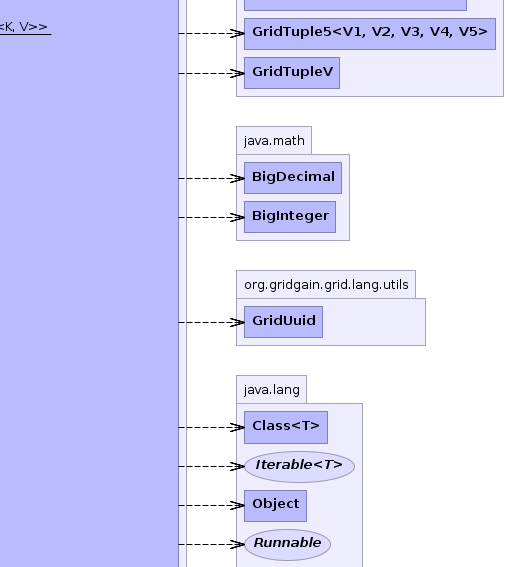 <K, V>>
GridTuple5<V1, V2, V3, V4, V5>
GridTupleV
java.math
BigDecimal
BigInteger
org.gridgain.grid.lang.utils
GridUuid
java.lang
Class<T>
Iterable<T>
Object
Runnable